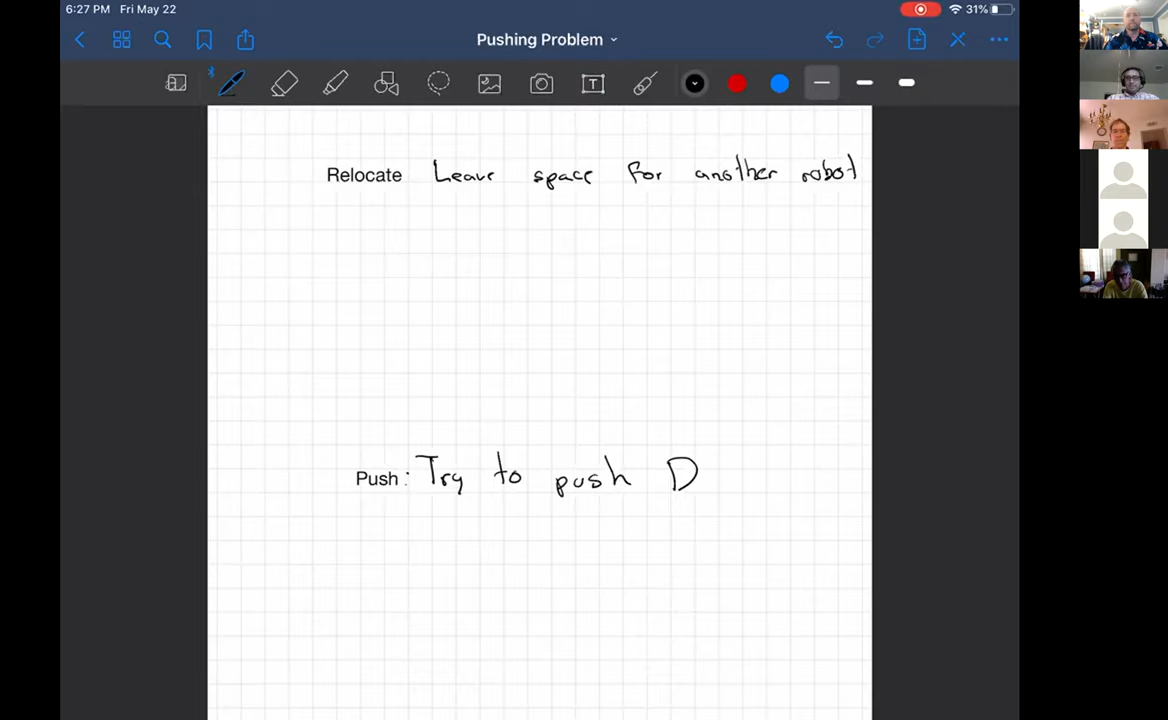 6:27 PM Fri May 22
31%
Pushing Problem
T
Relocate Leave space for another robot
Push: Try to push D